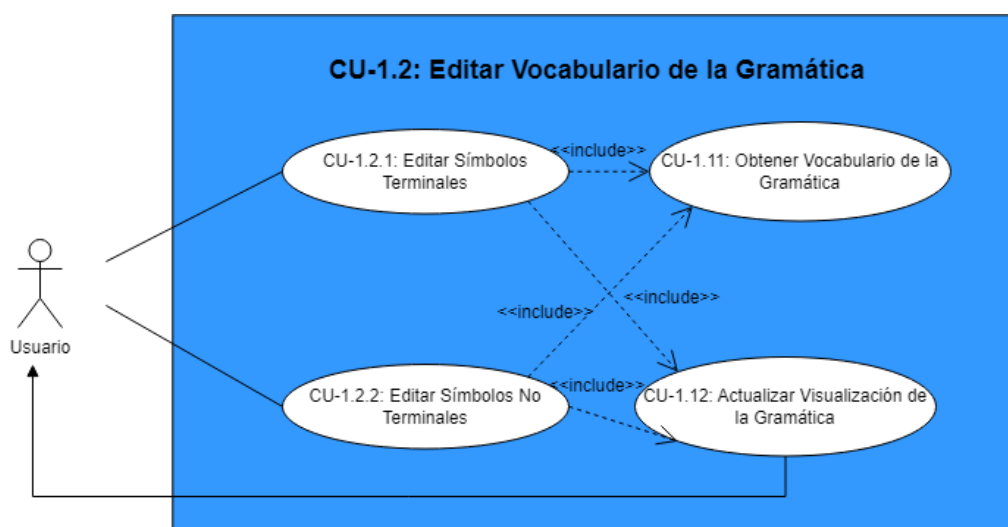 CU-1.2: Editar Vocabulario de la Gramática
<<include>>
CU-1.2.1: Editar Símbolos
Terminales
CU-1.11: Obtener Vocabulario de la
Gramática
<<include>>
<<include>>
Usuario
<<include>>
CU-1.2.2: Editar Símbolos No
Terminales
CU-1.12: Actualizar Visualización de
la Gramática